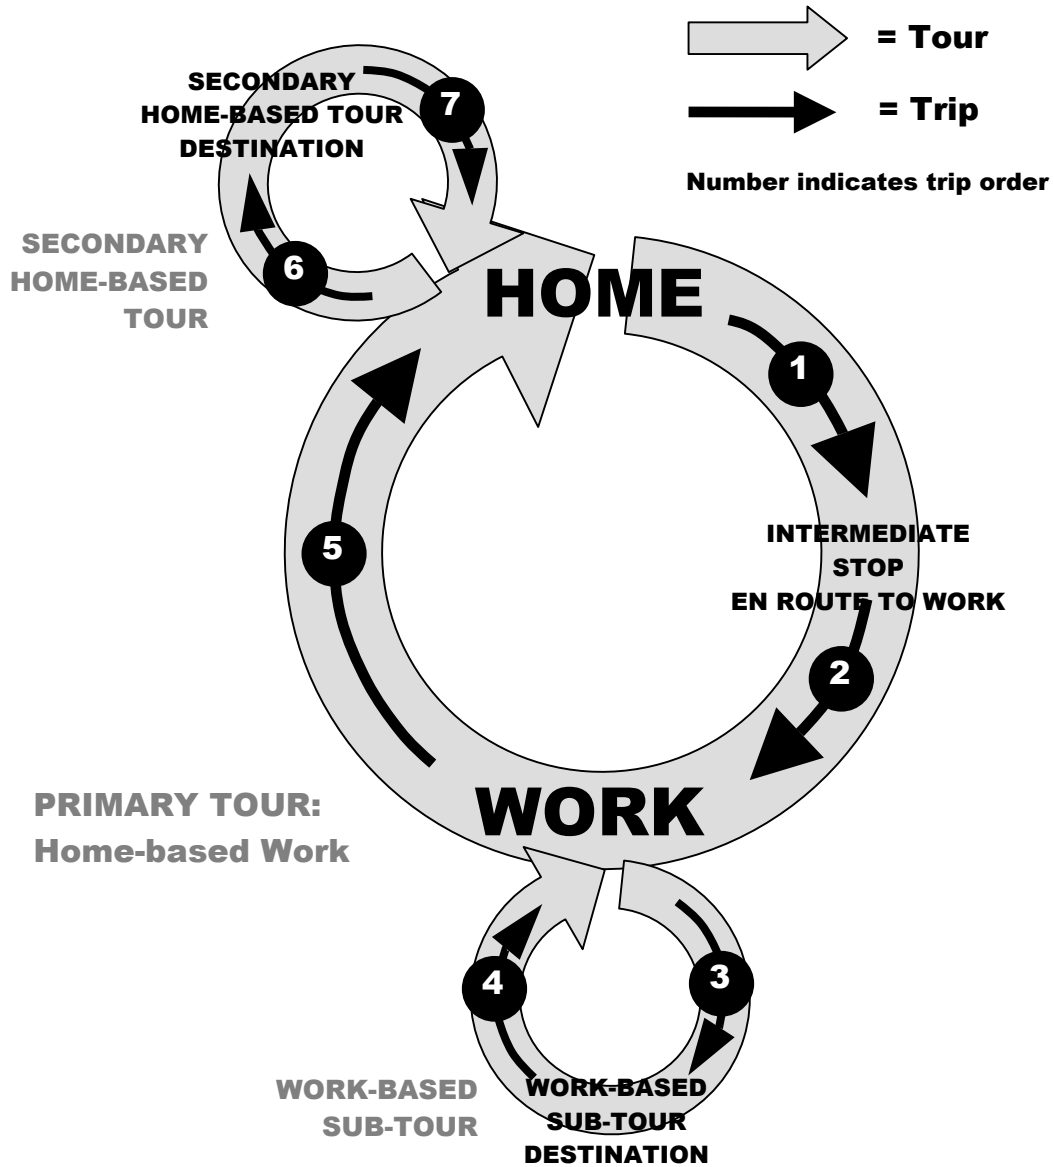 = Tour
= Trip
Number indicates trip order
SECONDARY
HOME-BASED TOUR
DESTINATION
7
SECONDARY
HOME-BASED
TOUR
6
HOME
1
INTERMEDIATE
STOP
EN ROUTE TO WORK
5
2
PRIMARY TOUR:
Home-based Work
WORK
4
3
WORK-BASED
SUB-TOUR
WORK-BASED
SUB-TOUR
DESTINATION